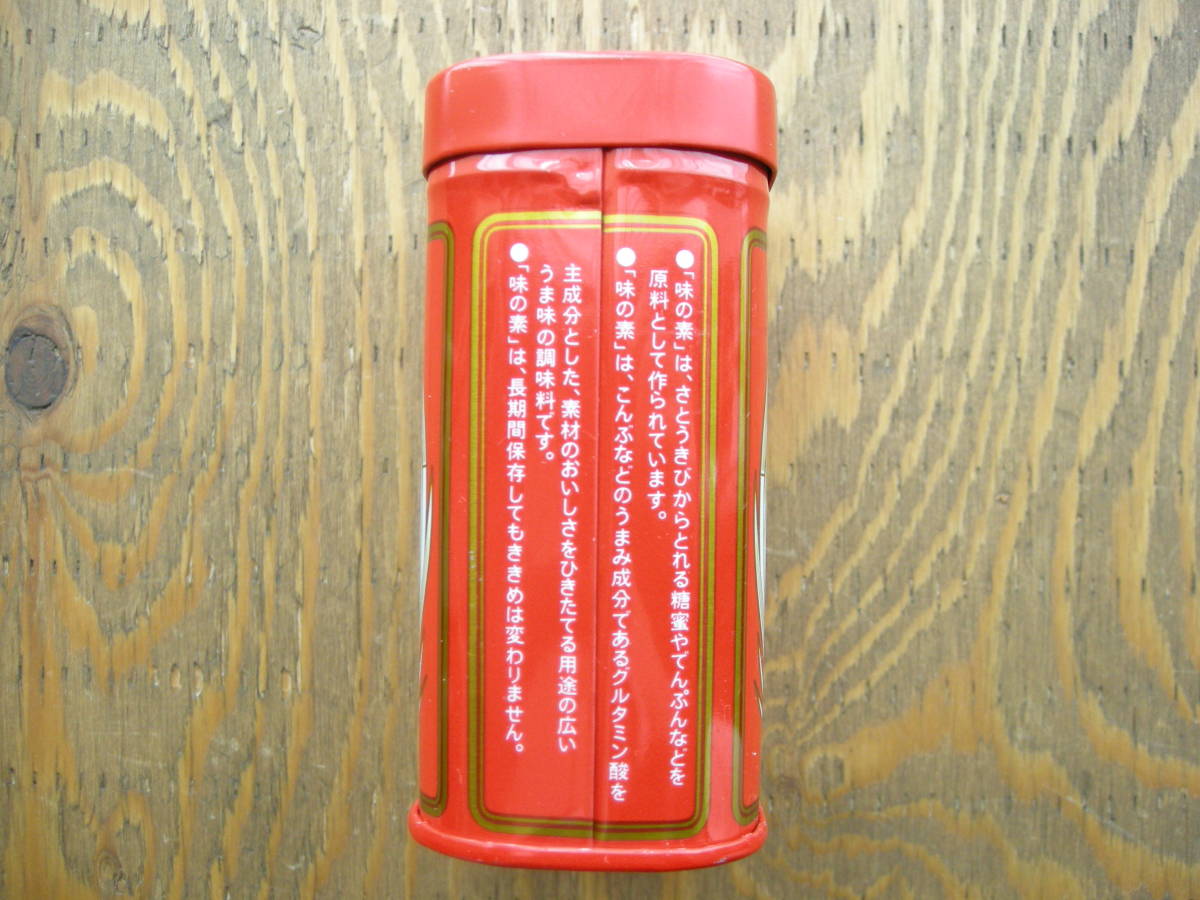 ●「味の素」は、さとうきびからとれる糖蜜やでんぷんなどを
原料として作られています。
●「味の素」は、こんぶなどのうまみ成分であるグルタミン酸を
主成分とした、素材のおいしさをひきたてる用途の広い
うま味の調味料です。
●「味の素」は、長期間保存してもききめは変わりません。